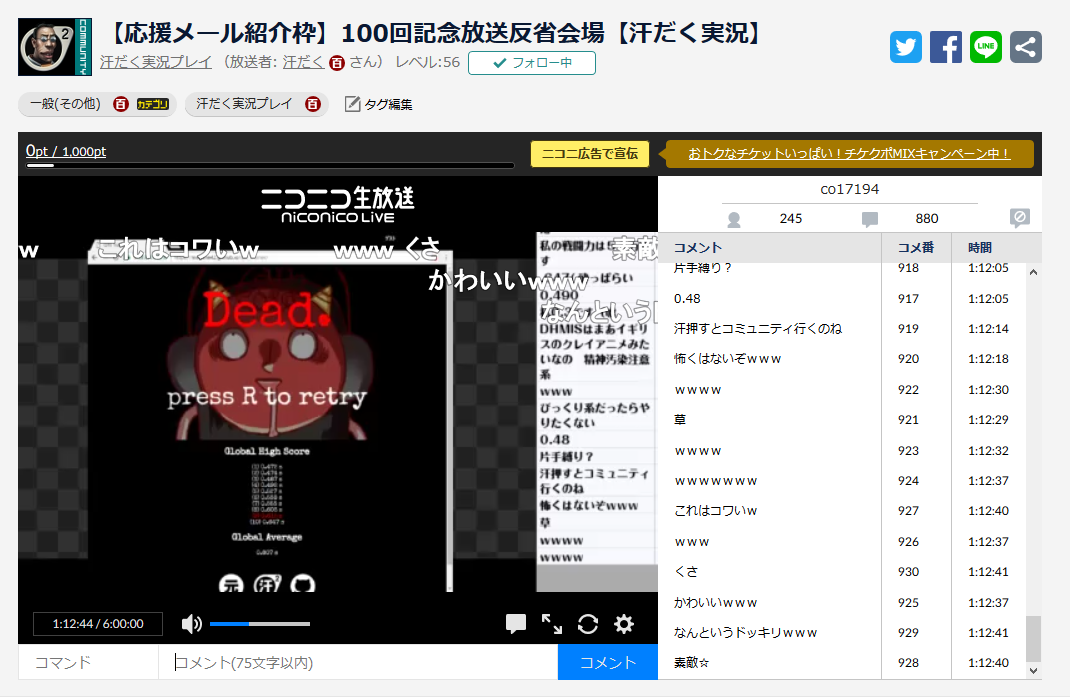 COMMUNITY
2
【応援メール紹介枠】100回記念放送反省会場【汗だく実況】
汗だく実況プレイ （放送者: 汗だく 百 さん） レベル:56 ✓ フォロー中
LINE
一般(その他) 百 カテゴリ 汗だく実況プレイ 百 タグ編集
0pt / 1,000pt
ニコニ広告で宣伝
おトクなチケットいっぱい！チケクポMIXキャンペーン中！
ニコニコ生放送
NICONICO LIVE
w これはコワいw www くさ 素敵
かわいいwww
なんという
Dead.
press R to retry
Global High Score
Global Average
元 汗
私の戦闘力は
す
やっぱらい
0.490
DHMISはまあイギリ
スのクレイアニメみた
いなの 精神汚染注意
系
www
びっくり系だったらや
りたくない
0.48
片手縛り？
汗押すとコミュニティ
行くのね
怖くはないぞwww
草
wwww
wwww
1:12:44 / 6:00:00
コマンド
コメント(75文字以内)
コメント
co17194
245 880
コメント コメ番 時間
片手縛り？ 918 1:12:05
0.48 917 1:12:05
汗押すとコミュニティ行くのね 919 1:12:14
怖くはないぞｗｗｗ 920 1:12:18
ｗｗｗｗ 922 1:12:30
草 921 1:12:29
ｗｗｗｗ 923 1:12:32
ｗｗｗｗｗｗｗ 924 1:12:37
これはコワいｗ 927 1:12:40
ｗｗｗ 926 1:12:37
くさ 930 1:12:41
かわいいｗｗｗ 925 1:12:37
なんというドッキリｗｗｗ 929 1:12:41
素敵☆ 928 1:12:40